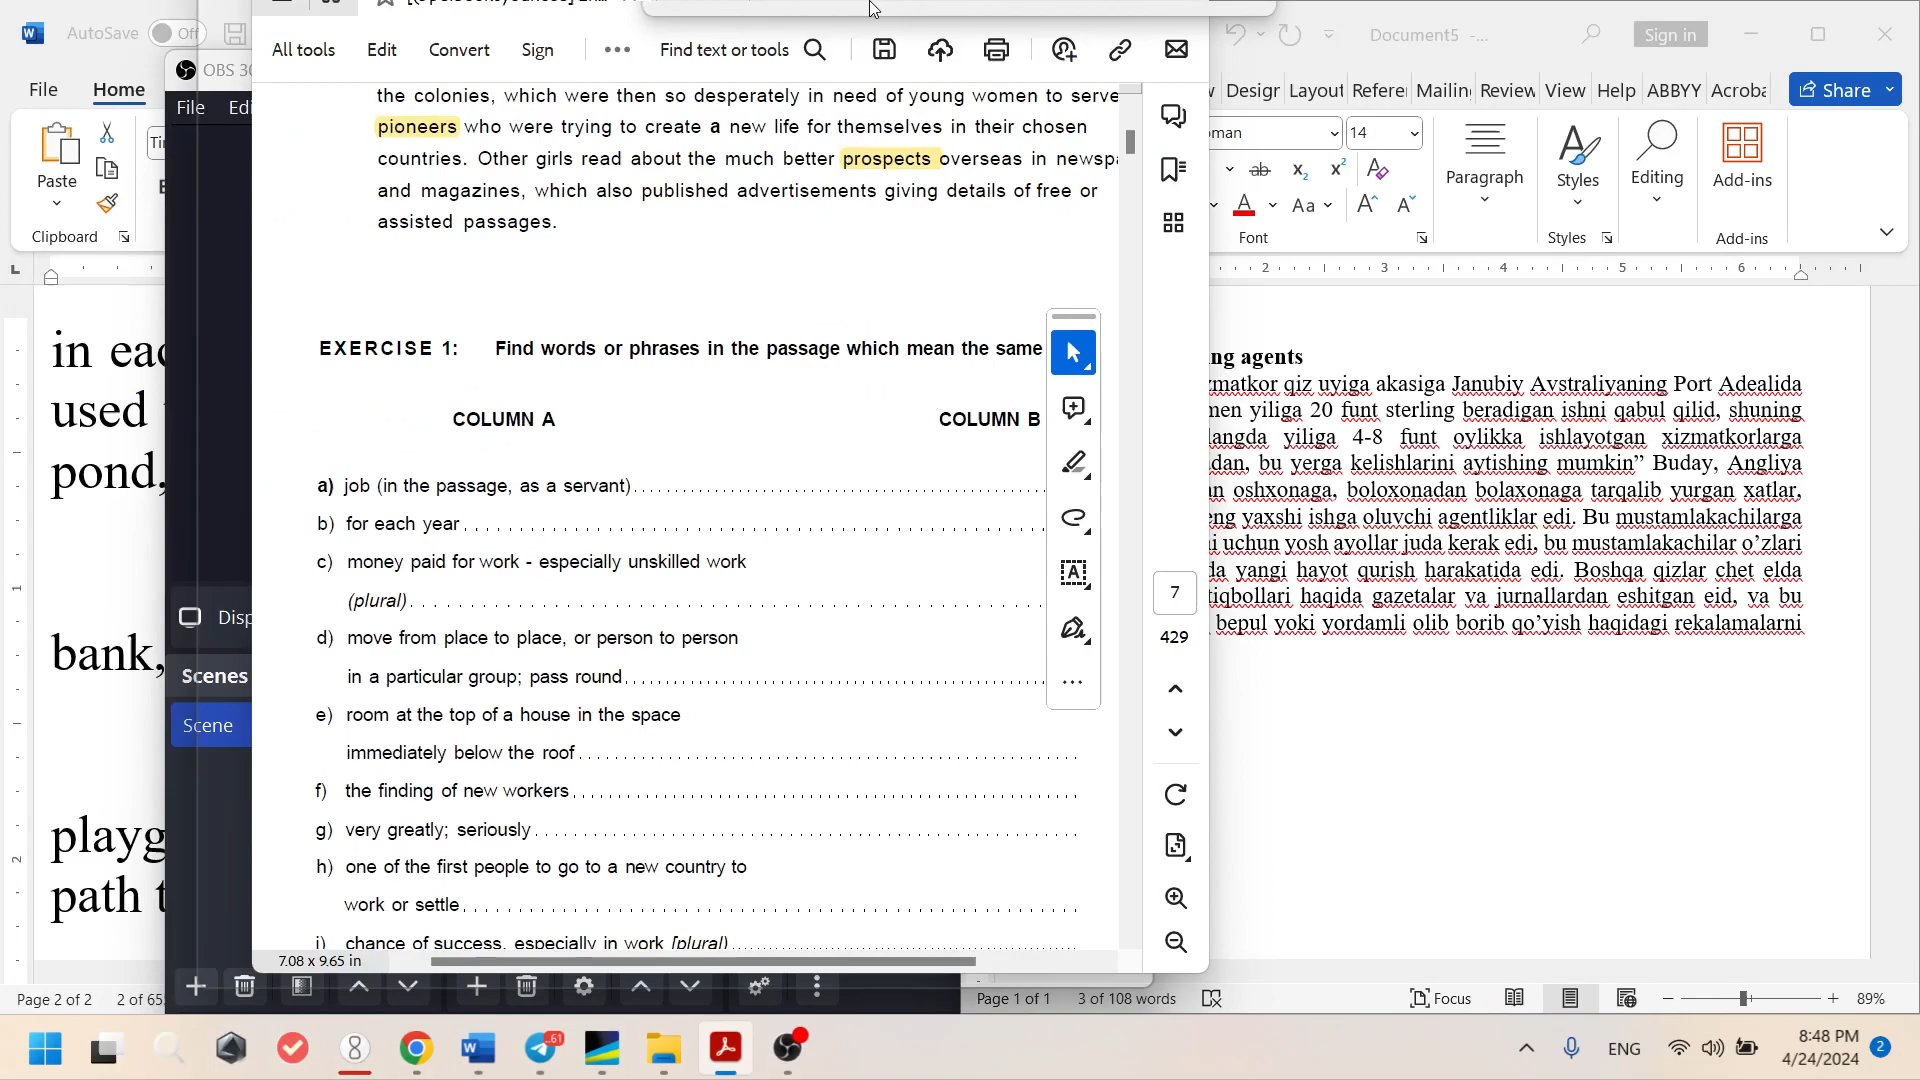 AutoSave Off
OBS 30
Document5 -...
Sign in
File Home
File Edi
All tools Edit Convert Sign Find text or tools
Design Layout Referen Mailin Review View Help ABBYY Acroba Share
Paste
Clipboard
14
Aa
Font
Paragraph
Styles
Editing
Add-ins
Styles
Add-ins
the colonies, which were then so desperately in need of young women to serve
pioneers who were trying to create a new life for themselves in their chosen
countries. Other girls read about the much better prospects overseas in newspa
and magazines, which also published advertisements giving details of free or
assisted passages.
EXERCISE 1: Find words or phrases in the passage which mean the same
COLUMN A COLUMN B
a) job (in the passage, as a servant)
b) for each year
c) money paid for work - especially unskilled work
(plural)
d) move from place to place, or person to person
in a particular group; pass round
e) room at the top of a house in the space
immediately below the roof
f) the finding of new workers
g) very greatly; seriously
h) one of the first people to go to a new country to
work or settle
i) chance of success, especially in work [plural)
7.08 x 9.65 in
7
429
in eac
used
pond,
bank,
playg
path t
Disp
Scenes
Scene
ng agents
zmatkor qiz uyiga akasiga Janubiy Avstraliyaning Port Adealida
men yiliga 20 funt sterling beradigan ishni qabul qilid, shuning
langda yiliga 4-8 funt oylikka ishlayotgan xizmatkorlarga
dan, bu yerga kelishlarini aytishing mumkin” Buday, Angliya
n oshxonaga, boloxonadan bolaxonaga tarqalib yurgan xatlar,
eng yaxshi ishga oluvchi agentliklar edi. Bu mustamlakachilarga
i uchun yosh ayollar juda kerak edi, bu mustamlakachilar o’zlari
da yangi hayot qurish harakatida edi. Boshqa qizlar chet elda
tiqbollari haqida gazetalar va jurnallardan eshitgan eid, va bu
bepul yoki yordamli olib borib qo’yish haqidagi rekalamalarni
Page 2 of 2 2 of 65
Page 1 of 1 3 of 108 words Focus 89%
..61
ENG
8:48 PM
4/24/2024
2